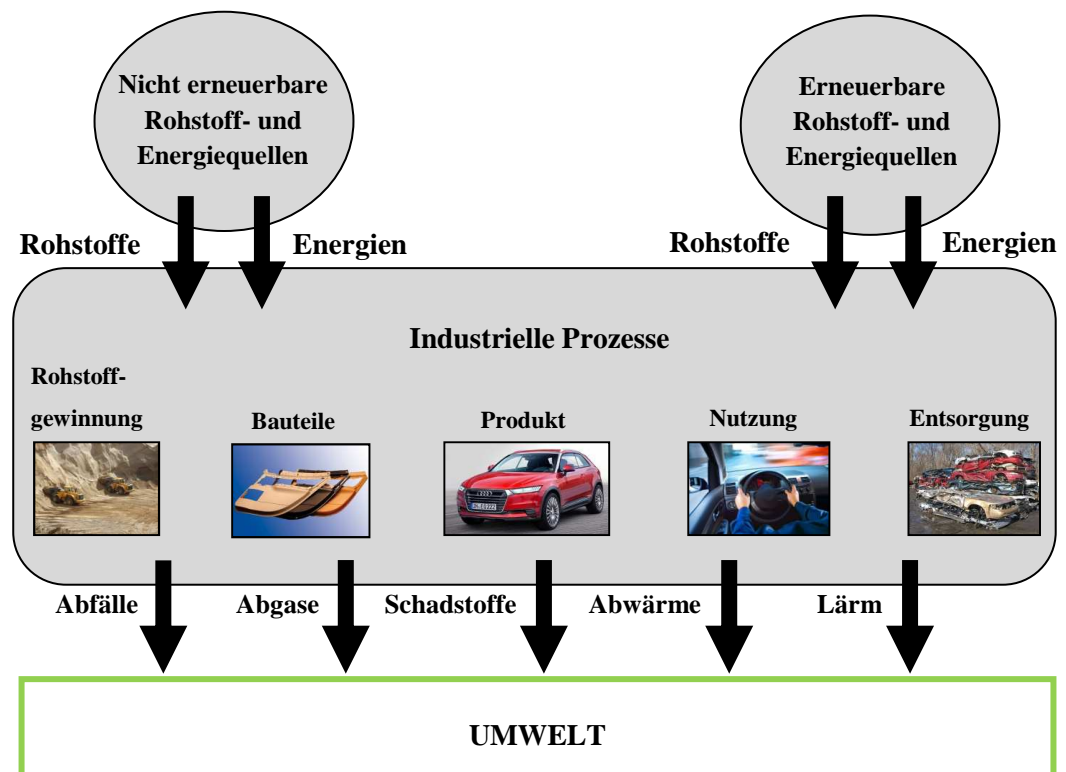 Nicht erneuerbare
Rohstoff- und
Energiequellen
Erneuerbare
Rohstoff- und
Energiequellen
Rohstoffe
Energien
Rohstoffe
Energien
Industrielle Prozesse
Rohstoff-
gewinnung
Bauteile
Produkt
Nutzung
Entsorgung
Abfälle
Abgase
Schadstoffe
Abwärme
Lärm
UMWELT